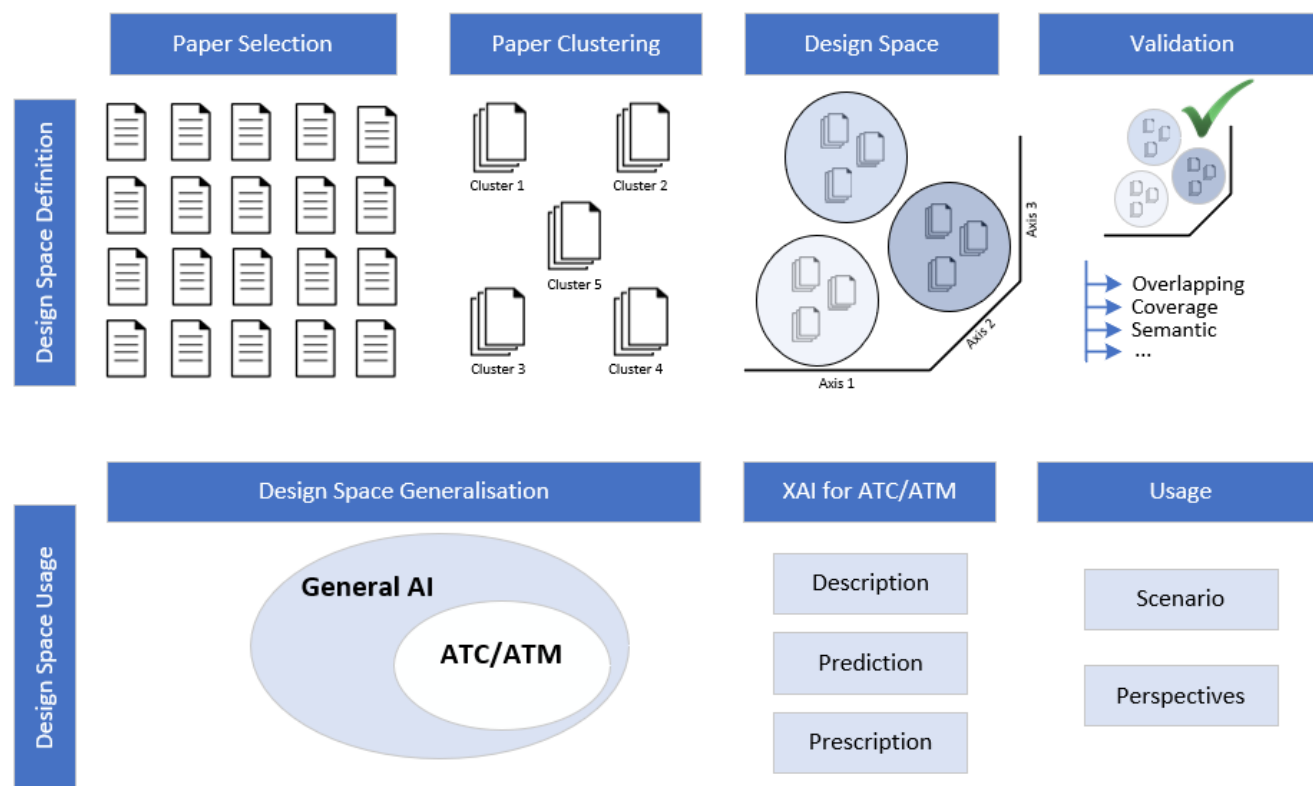 Paper Selection
Paper Clustering
Design Space
Validation
Design Space Definition
Cluster 1
Cluster 2
Cluster 5
Cluster 3
Cluster 4
Axis 1
Axis 2
Axis 3
Overlapping
Coverage
Semantic
...
Design Space Generalisation
XAI for ATC/ATM
Usage
Design Space Usage
General AI
ATC/ATM
Description
Prediction
Prescription
Scenario
Perspectives